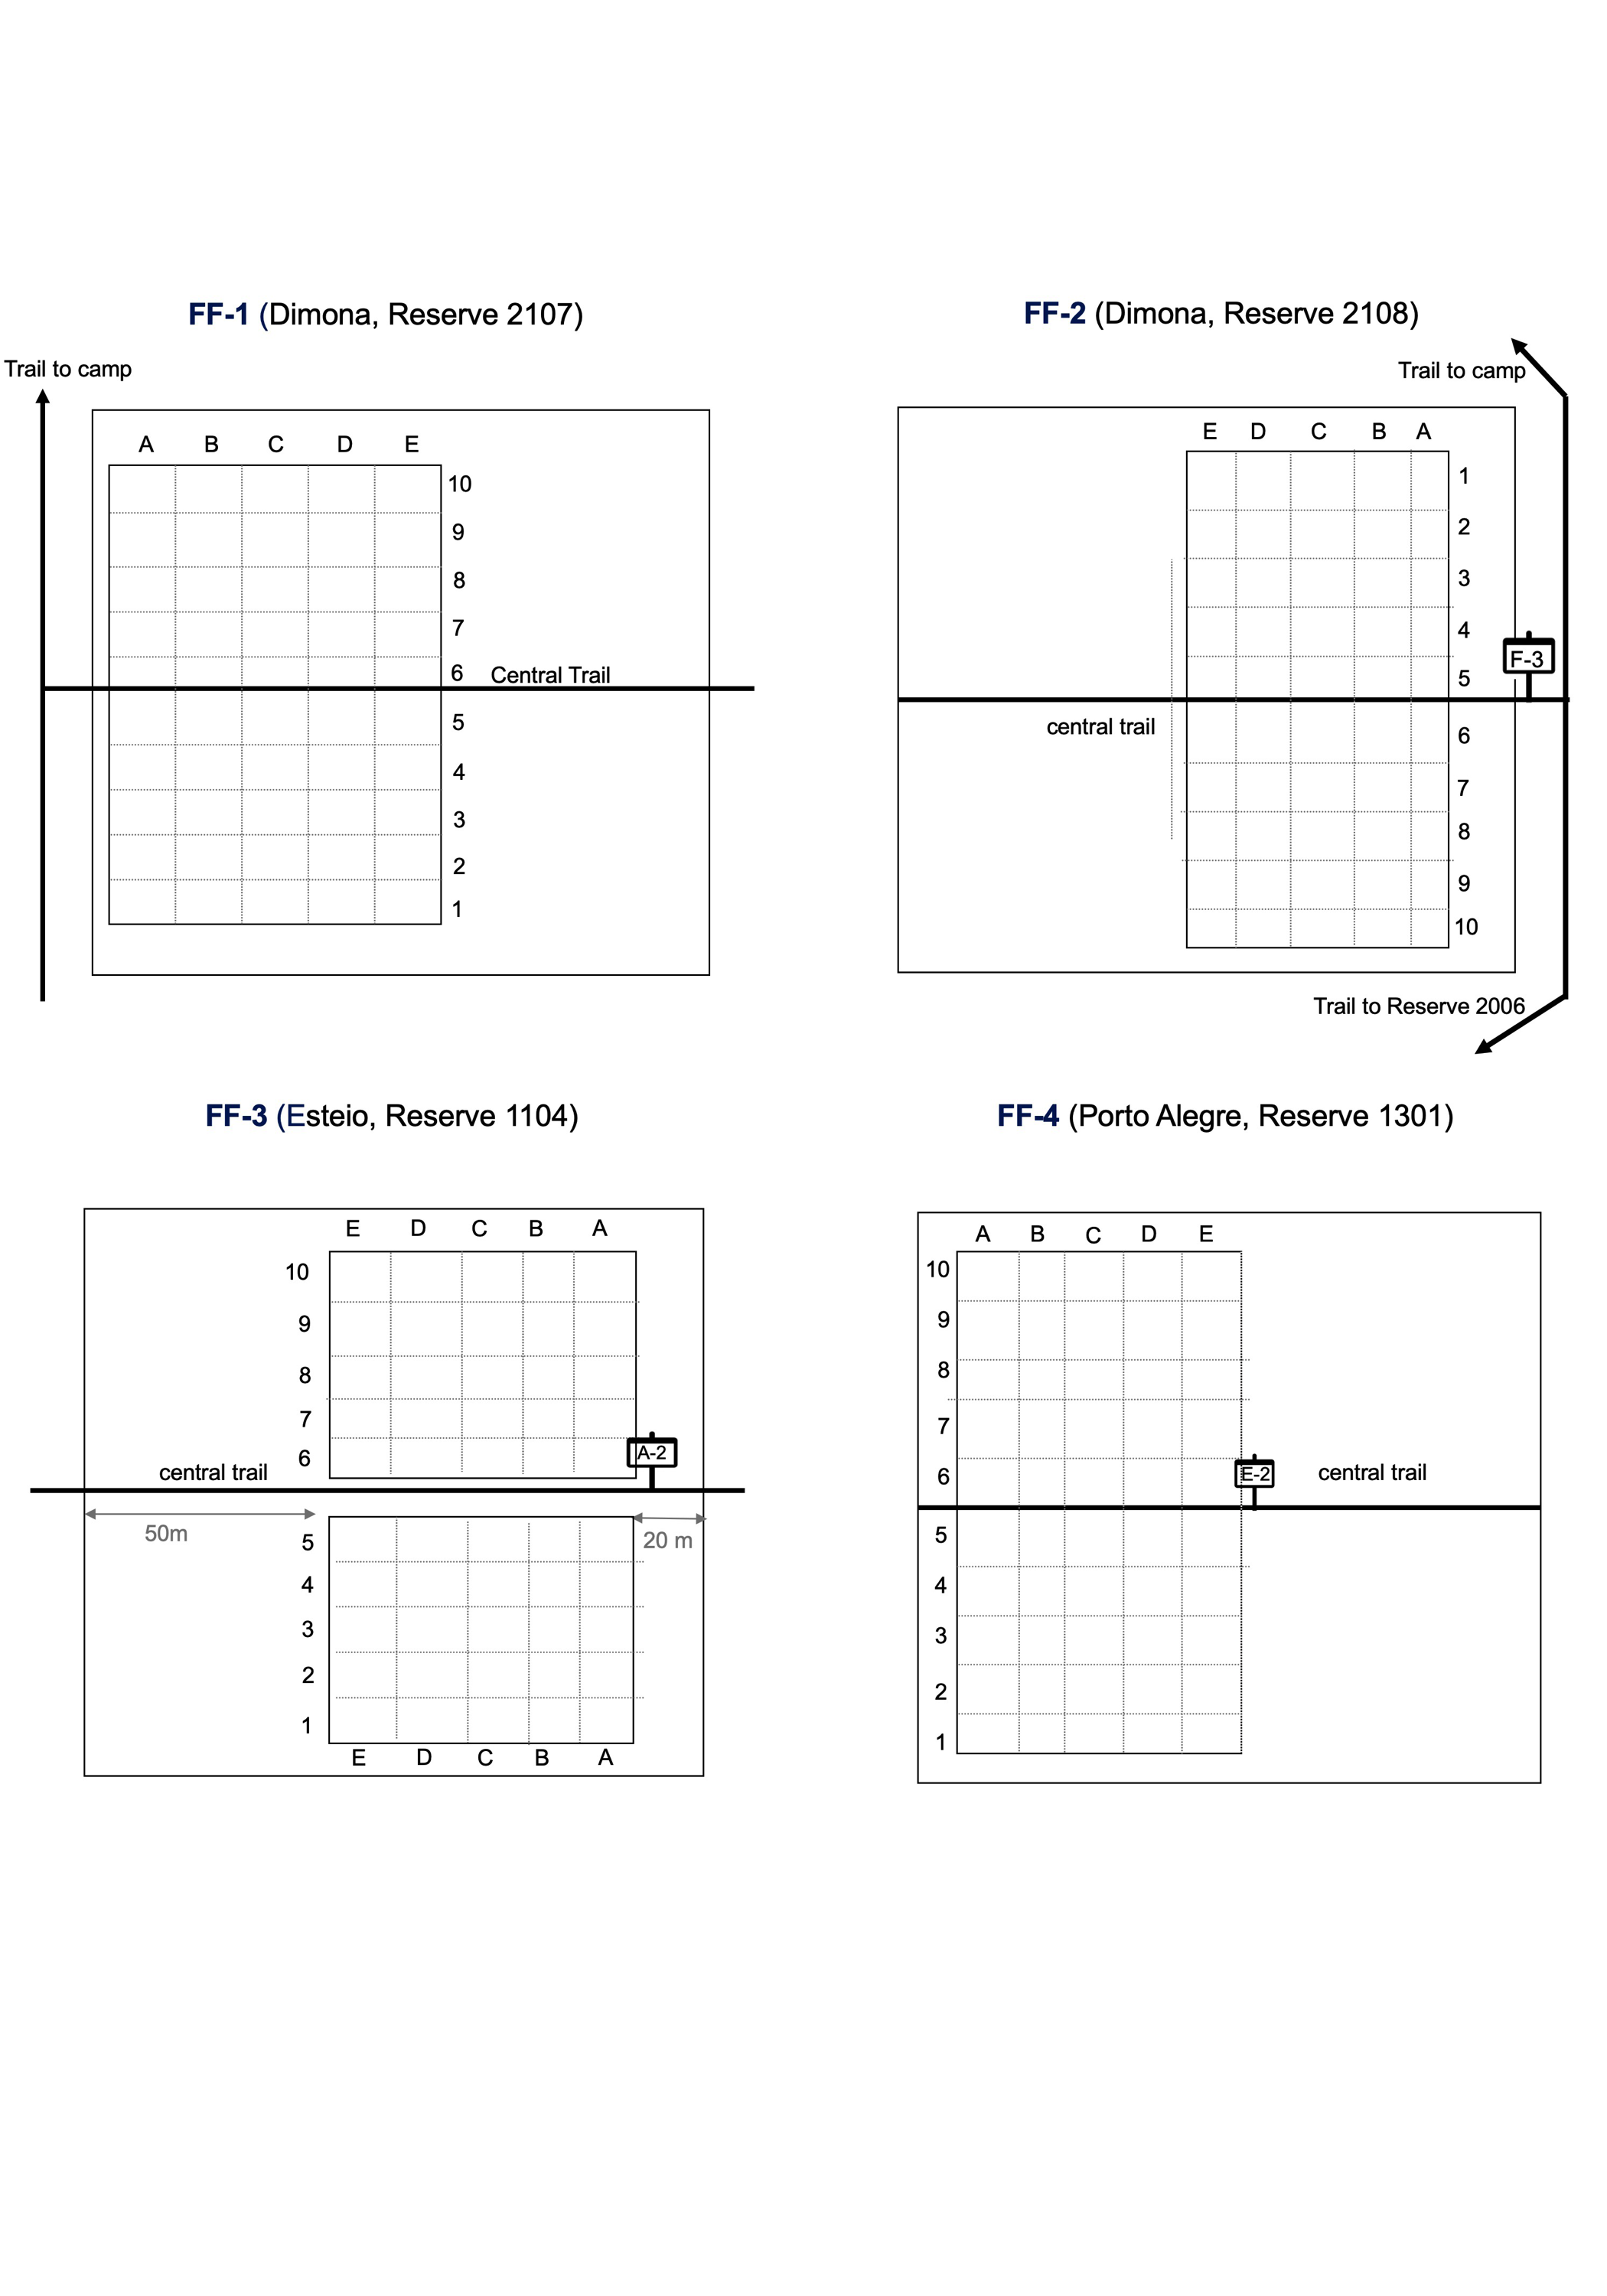 FF-1 (Dimona, Reserve 2107)
Trail to camp
A B C D E
10
9
8
7
6
Central Trail
5
4
3
2
1
FF-2 (Dimona, Reserve 2108)
Trail to camp
E D C B A
1
2
3
4
F-3
5
central trail
6
7
8
9
10
Trail to Reserve 2006
FF-3 (Esteio, Reserve 1104)
E D C B A
10
9
8
7
6
A-2
central trail
50m
20 m
5
4
3
2
1
E D C B A
FF-4 (Porto Alegre, Reserve 1301)
A B C D E
10
9
8
7
6
E-2
central trail
5
4
3
2
1